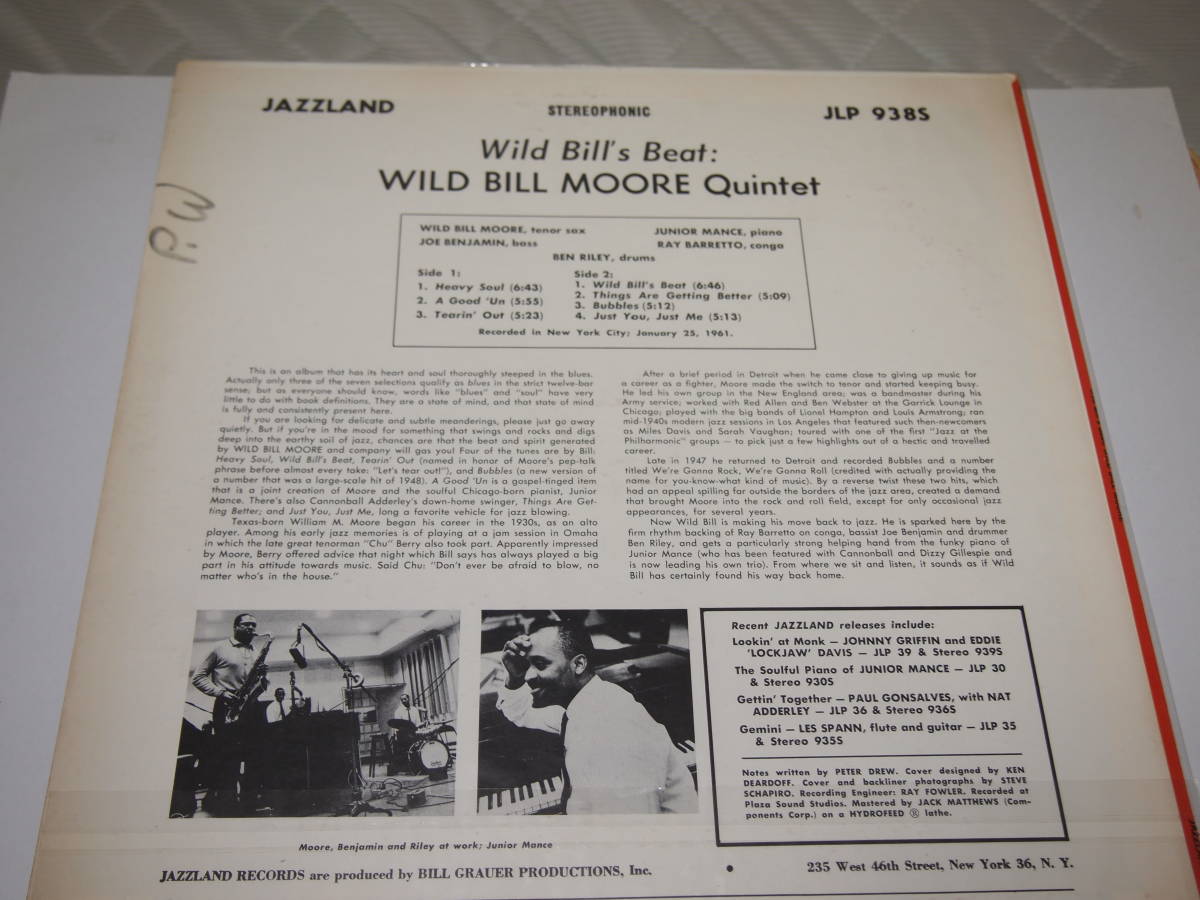 JAZZLAND STEREOPHONIC JLP 938S
Wild Bill's Beat:
WILD BILL MOORE Quintet
P.W
WILD BILL MOORE, tenor sax JUNIOR MANCE, piano
JOE BENJAMIN, bass RAY BARRETTO, conga
BEN RILEY, drums
Side 1:
1. Heavy Soul (6:43)
2. A Good 'Un (5:55)
3. Tearin' Out (5:23)
Side 2:
1. Wild Bill's Beat (6:46)
2. Things Are Getting Better (5:09)
3. Bubbles (5:12)
4. Just You, Just Me (5:13)
Recorded in New York City; January 25, 1961.
This is an album that has its heart and soul thoroughly steeped in the blues.
Actually only three of the seven selections qualify as blues in the strict twelve-bar
sense; but as everyone should know, words like "blues" and "soul" have very
little to do with book definitions. They are a state of mind, and that state of mind
is fully and consistently present here.
If you are looking for delicate and subtle meanderings, please just go away
quietly. But if you're in the mood for something that swings and rocks and digs
deep into the earthy soil of jazz, chances are that the beat and spirit generated
by WILD BILL MOORE and company will gas you! Four of the tunes are by Bill:
Heavy Soul, Wild Bill's Beat, Tearin' Out (named in honor of Moore's pep-talk
phrase before almost every take: "Let's tear out!"), and Bubbles (a new version of
a number that was a large-scale hit of 1948). A Good 'Un is a gospel-tinged item
that is a joint creation of Moore and the soulful Chicago-born pianist, Junior
Mance. There's also Cannonball Adderley's down-home swinger, Things Are Get-
ting Better; and Just You, Just Me, long a favorite vehicle for jazz blowing.
Texas-born William M. Moore began his career in the 1930s, as an alto
player. Among his early jazz memories is of playing at a jam session in Omaha
in which the late great tenorman "Chu" Berry also took part. Apparently impressed
by Moore, Berry offered advice that night which Bill says has always played a big
part in his attitude towards music. Said Chu: "Don't ever be afraid to blow, no
matter who's in the house."
After a brief period in Detroit when he came close to giving up music for
a career as a fighter, Moore made the switch to tenor and started keeping busy.
He led his own group in the New England area; was a bandmaster during his
Army service; worked with Red Allen and Ben Webster at the Garrick Lounge in
Chicago; played with the big bands of Lionel Hampton and Louis Armstrong; ran
mid-1940s modern jazz sessions in Los Angeles that featured such then-newcomers
as Miles Davis and Sarah Vaughan; toured with one of the first "Jazz at the
Philharmonic" groups — to pick just a few highlights out of a hectic and travelled
career.
Late in 1947 he returned to Detroit and recorded Bubbles and a number
titled We're Gonna Rock, We're Gonna Roll (credited with actually providing the
name for you-know-what kind of music). By a reverse twist these two hits, which
had an appeal spilling far outside the borders of the jazz area, created a demand
that brought Moore into the rock and roll field, except for only occasional jazz
appearances, for several years.
Now Wild Bill is making his move back to jazz. He is sparked here by the
firm rhythm backing of Ray Barretto on conga, bassist Joe Benjamin and drummer
Ben Riley, and gets a particularly strong helping hand from the funky piano of
Junior Mance (who has been featured with Cannonball and Dizzy Gillespie and
is now leading his own trio). From where we sit and listen, it sounds as if Wild
Bill has certainly found his way back home.
Moore, Benjamin and Riley at work; Junior Mance
Recent JAZZLAND releases include:
Lookin' at Monk — JOHNNY GRIFFIN and EDDIE
'LOCKJAW' DAVIS — JLP 39 & Stereo 939S
The Soulful Piano of JUNIOR MANCE — JLP 30
& Stereo 930S
Gettin' Together — PAUL GONSALVES, with NAT
ADDERLEY — JLP 36 & Stereo 936S
Gemini — LES SPANN, flute and guitar — JLP 35
& Stereo 935S
Notes written by PETER DREW. Cover designed by KEN
DEARDOFF. Cover and backliner photographs by STEVE
SCHAPIRO. Recording Engineer: RAY FOWLER. Recorded at
Plaza Sound Studios. Mastered by JACK MATTHEWS (Com-
ponents Corp.) on a HYDROFEED ® lathe.
JAZZLAND RECORDS are produced by BILL GRAUER PRODUCTIONS, Inc. • 235 West 46th Street, New York 36, N. Y.